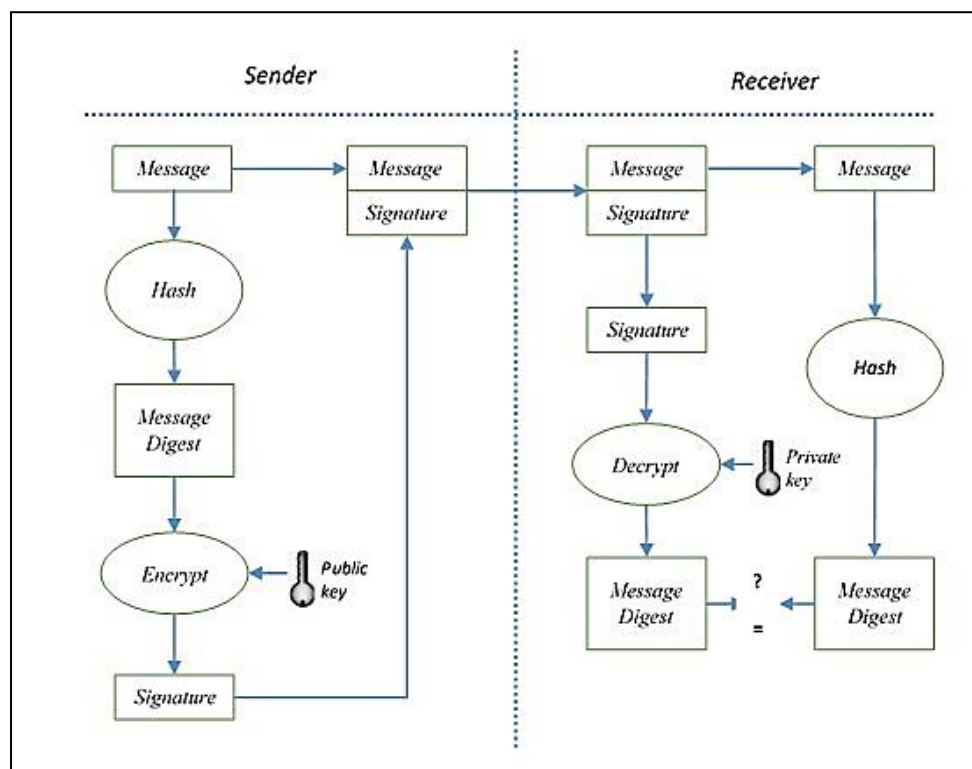 Sender
Receiver
Message
Message
Signature
Hash
Message
Digest
Encrypt
Public
key
Signature
Message
Signature
Message
Signature
Hash
Decrypt
Private
key
Message
Digest
?
=
Message
Digest